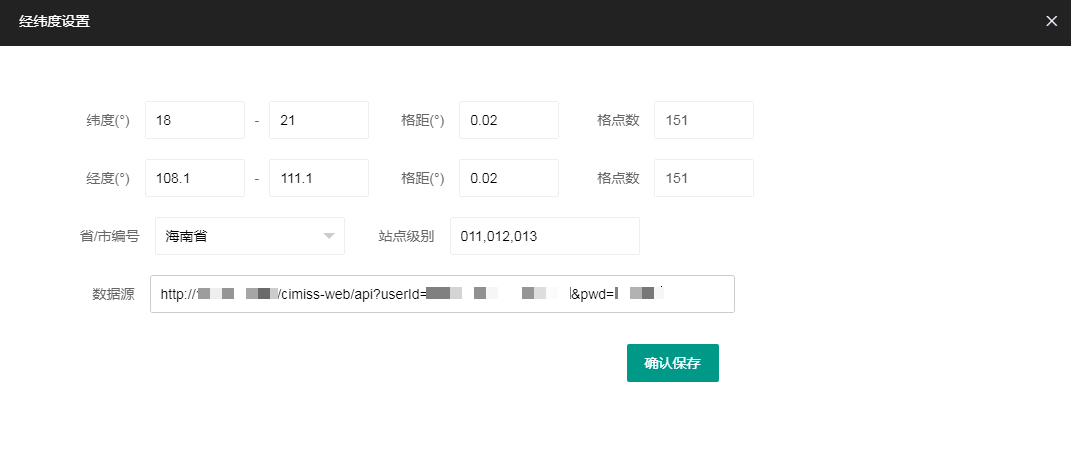 经纬度设置
纬度(°) 18 - 21 格距(°) 0.02 格点数 151
经度(°) 108.1 - 111.1 格距(°) 0.02 格点数 151
省/市编号 海南省 站点级别 011,012,013
数据源 http:// /cimiss-web/api?userId= &pwd=
确认保存